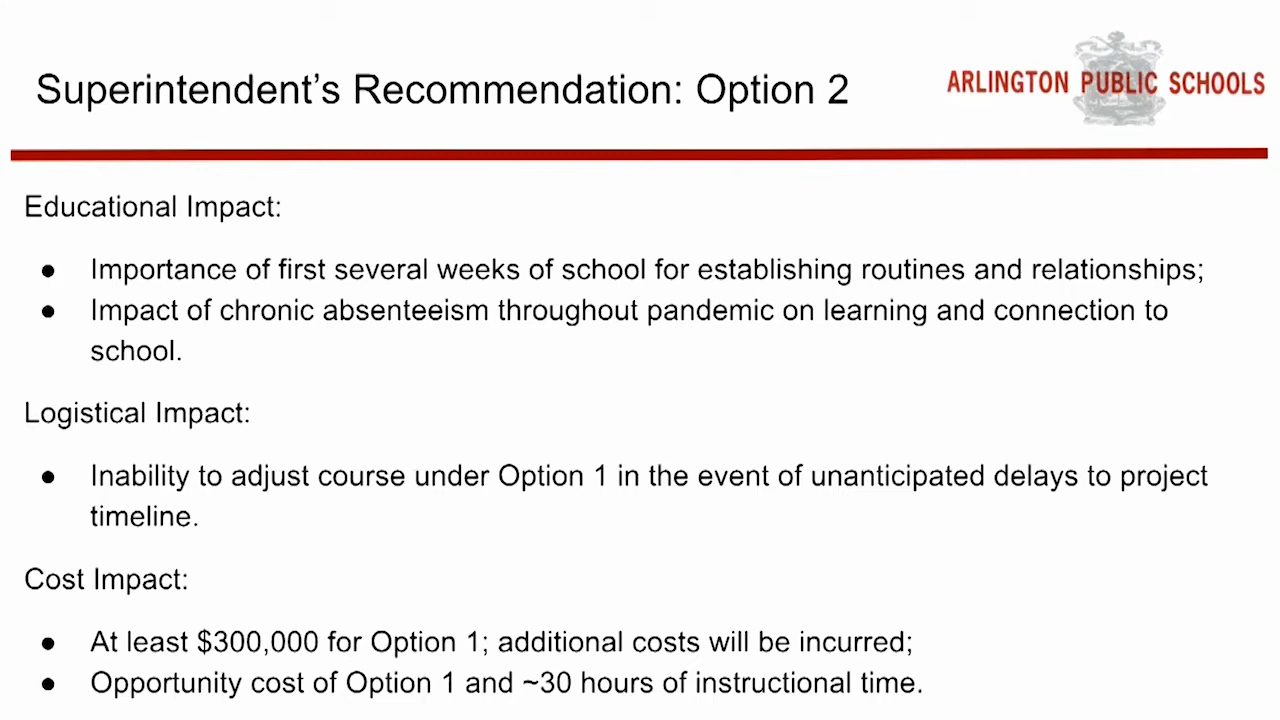 Superintendent’s Recommendation: Option 2
ARLINGTON PUBLIC SCHOOLS
Educational Impact:
● Importance of first several weeks of school for establishing routines and relationships;
● Impact of chronic absenteeism throughout pandemic on learning and connection to
school.
Logistical Impact:
● Inability to adjust course under Option 1 in the event of unanticipated delays to project
timeline.
Cost Impact:
● At least $300,000 for Option 1; additional costs will be incurred;
● Opportunity cost of Option 1 and ~30 hours of instructional time.